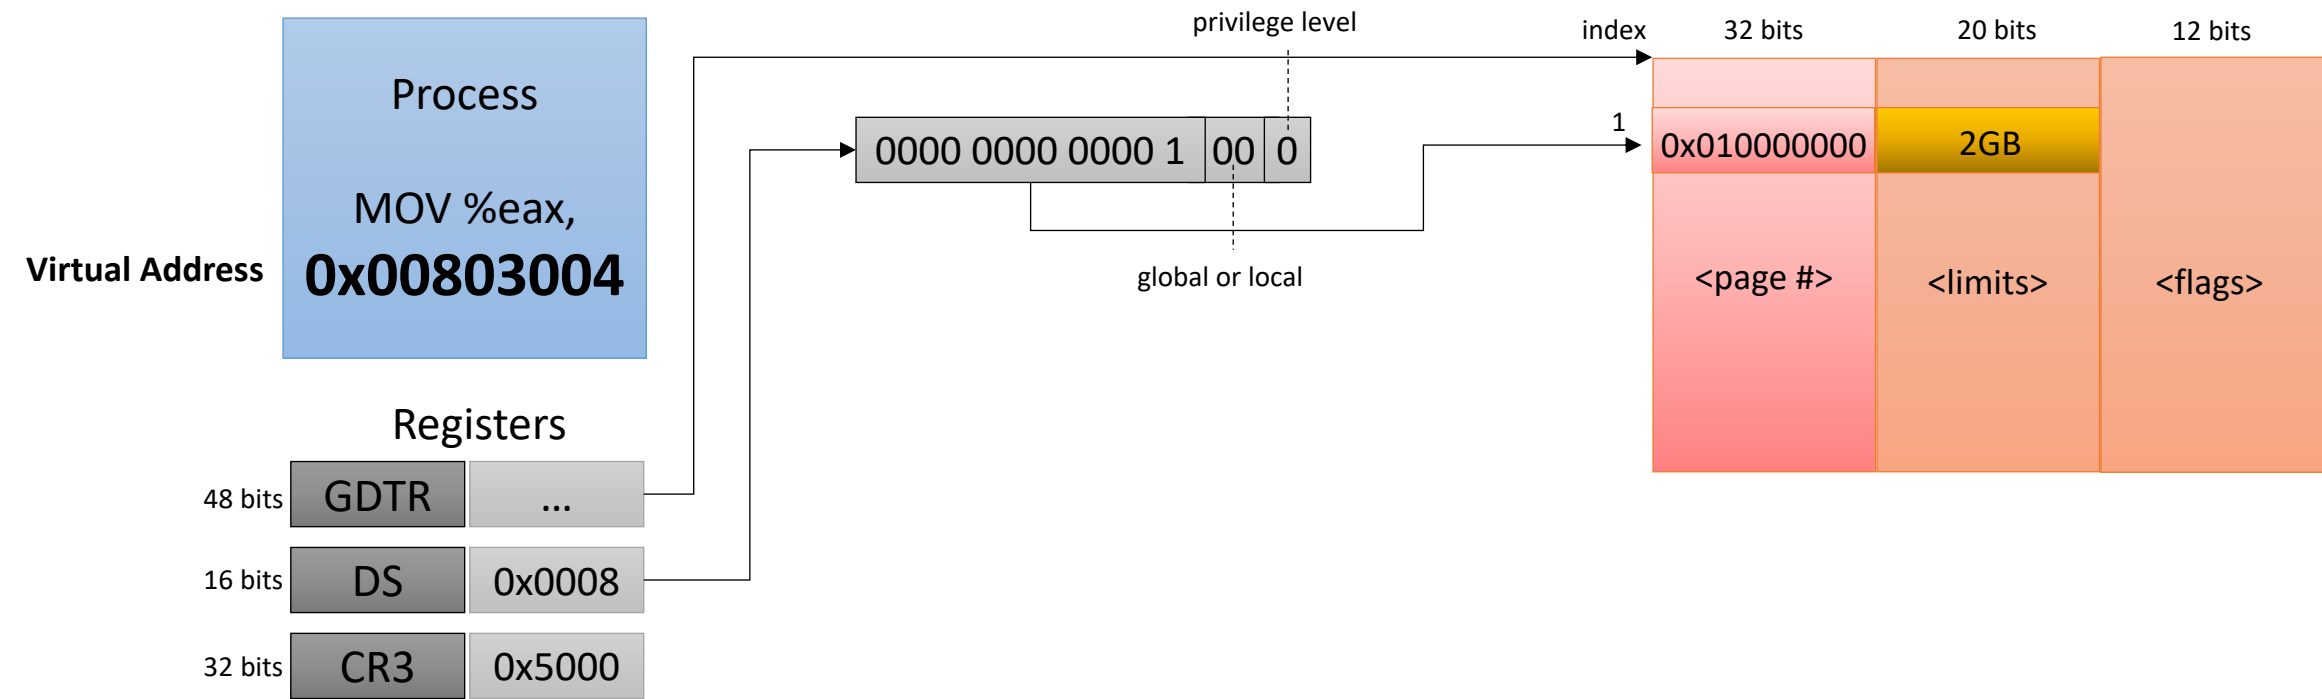 privilege level
index
32 bits
20 bits
12 bits
Process
MOV %eax,
Virtual Address
0x00803004
0000 0000 0000 1
00
0
global or local
1
0x010000000
2GB
<page #>
<limits>
<flags>
Registers
48 bits
GDTR
...
16 bits
DS
0x0008
32 bits
CR3
0x5000